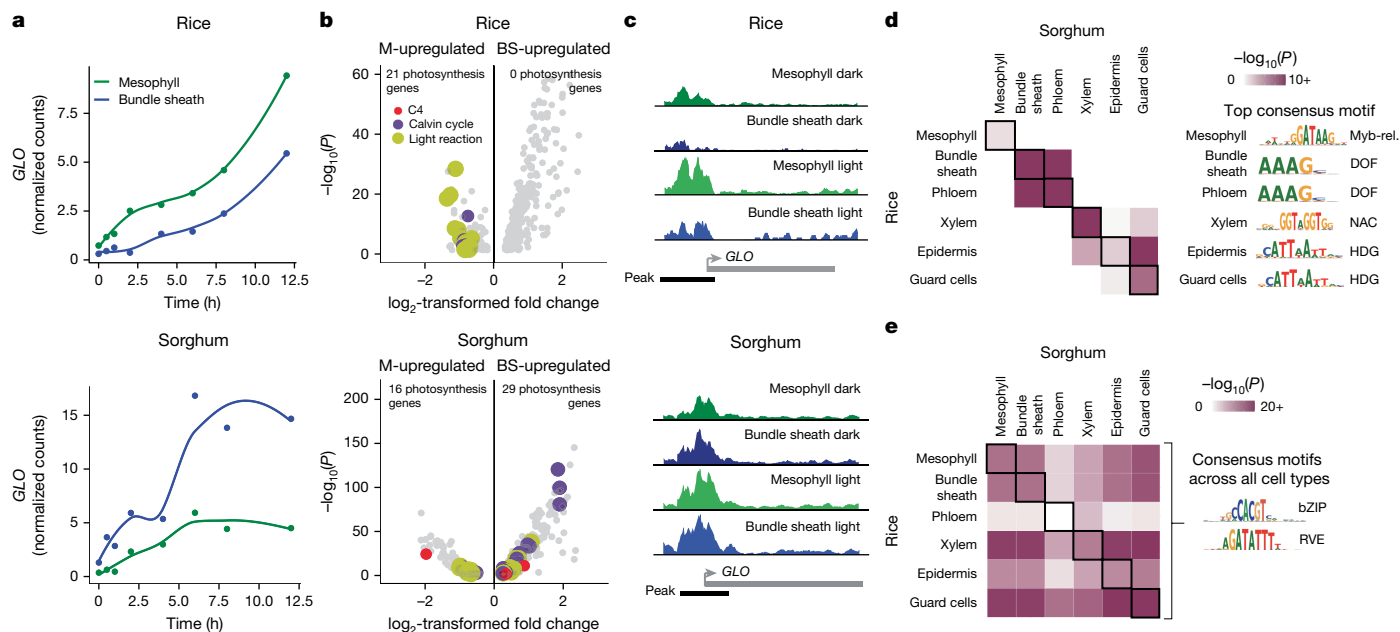 a
Rice
Mesophyll
Bundle sheath
GLO
(normalized counts)
7.5
5.0
2.5
0
0
2.5
5.0
7.5
10.0
12.5
Time (h)
Sorghum
GLO
(normalized counts)
15
10
5
0
0
2.5
5.0
7.5
10.0
12.5
Time (h)
b
Rice
M-upregulated
BS-upregulated
21 photosynthesis
genes
0 photosynthesis
genes
C4
Calvin cycle
Light reaction
−log10(P)
60
40
20
0
−2
0
2
log2-transformed fold change
Sorghum
M-upregulated
BS-upregulated
16 photosynthesis
genes
29 photosynthesis
genes
−log10(P)
200
150
100
50
0
−2
0
2
log2-transformed fold change
c
Rice
Mesophyll dark
Bundle sheath dark
Mesophyll light
Bundle sheath light
GLO
Peak
Sorghum
Mesophyll dark
Bundle sheath dark
Mesophyll light
Bundle sheath light
GLO
Peak
d
Sorghum
Mesophyll
Bundle
sheath
Phloem
Xylem
Epidermis
Guard cells
Rice
Mesophyll
Bundle
sheath
Phloem
Xylem
Epidermis
Guard cells
−log10(P)
0
10+
Top consensus motif
Mesophyll
GATAAG
Myb-rel.
Bundle
sheath
AAAG
DOF
Phloem
AAAG
DOF
Xylem
GGTAGGTGG
NAC
Epidermis
CATTAATT
HDG
Guard cells
CATTAATT
HDG
e
Sorghum
Mesophyll
Bundle
sheath
Phloem
Xylem
Epidermis
Guard cells
Rice
Mesophyll
Bundle
sheath
Phloem
Xylem
Epidermis
Guard cells
−log10(P)
0
20+
Consensus motifs
across all cell types
CACGT
bZIP
AGATATTT
RVE